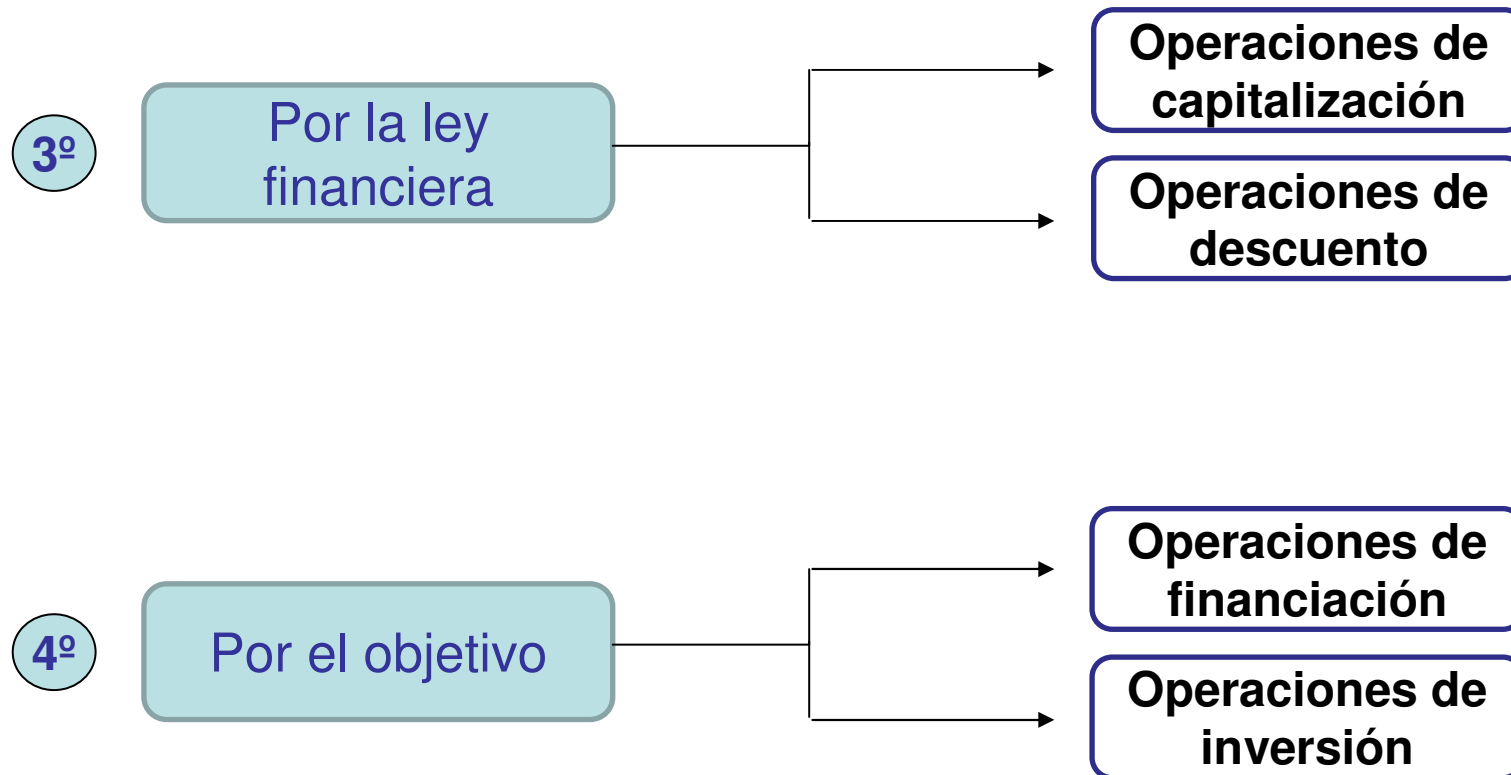 3º
Por la ley
financiera
Operaciones de
capitalización
Operaciones de
descuento
4º
Por el objetivo
Operaciones de
financiación
Operaciones de
inversión